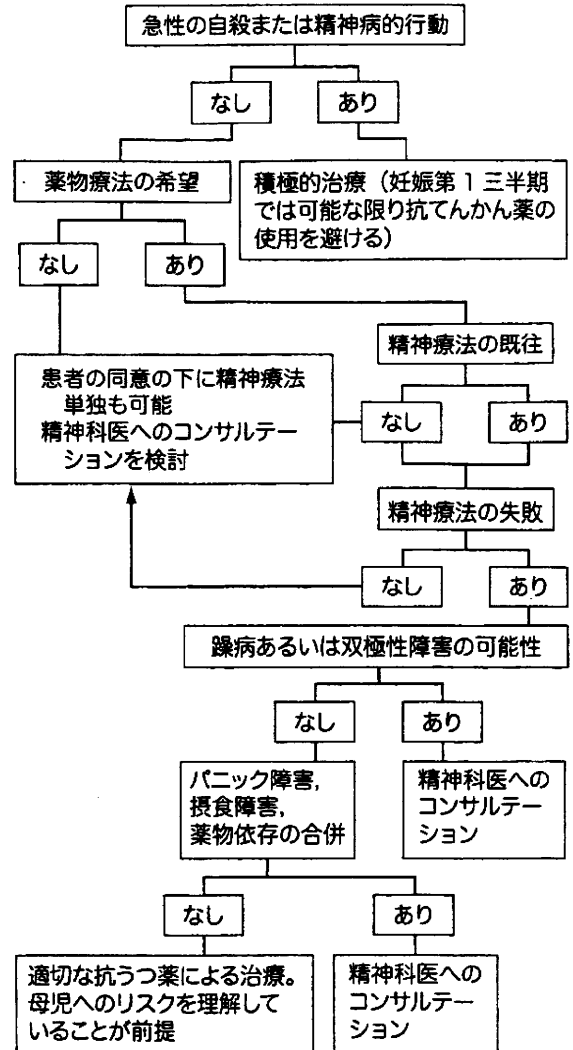 急性の自殺または精神病的行動
なし
あり
薬物療法の希望
積極的治療（妊娠第1三半期
では可能な限り抗てんかん薬の
使用を避ける）
なし
あり
精神療法の既往
患者の同意の下に精神療法
単独も可能
精神科医へのコンサルテー
ションを検討
なし
あり
精神療法の失敗
なし
あり
躁病あるいは双極性障害の可能性
なし
あり
パニック障害，
摂食障害，
薬物依存の合併
精神科医への
コンサルテー
ション
なし
あり
適切な抗うつ薬による治療。
母児へのリスクを理解して
いることが前提
精神科医への
コンサルテー
ション